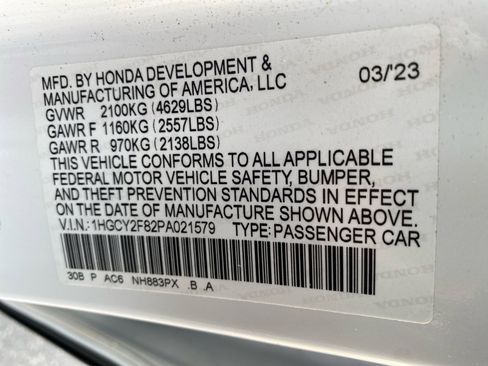 MFD. BY HONDA DEVELOPMENT &
MANUFACTURING OF AMERICA, LLC
03/'23
GVWR 2100KG (4629LBS)
GAWR F 1160KG (2557LBS)
GAWR R 970KG (2138LBS)
THIS VEHICLE CONFORMS TO ALL APPLICABLE
FEDERAL MOTOR VEHICLE SAFETY, BUMPER,
AND THEFT PREVENTION STANDARDS IN EFFECT
ON THE DATE OF MANUFACTURE SHOWN ABOVE.
V.I.N.: 1HGCY2F82PA021579 TYPE: PASSENGER CAR
30B P AC6 NH883PX .B .A